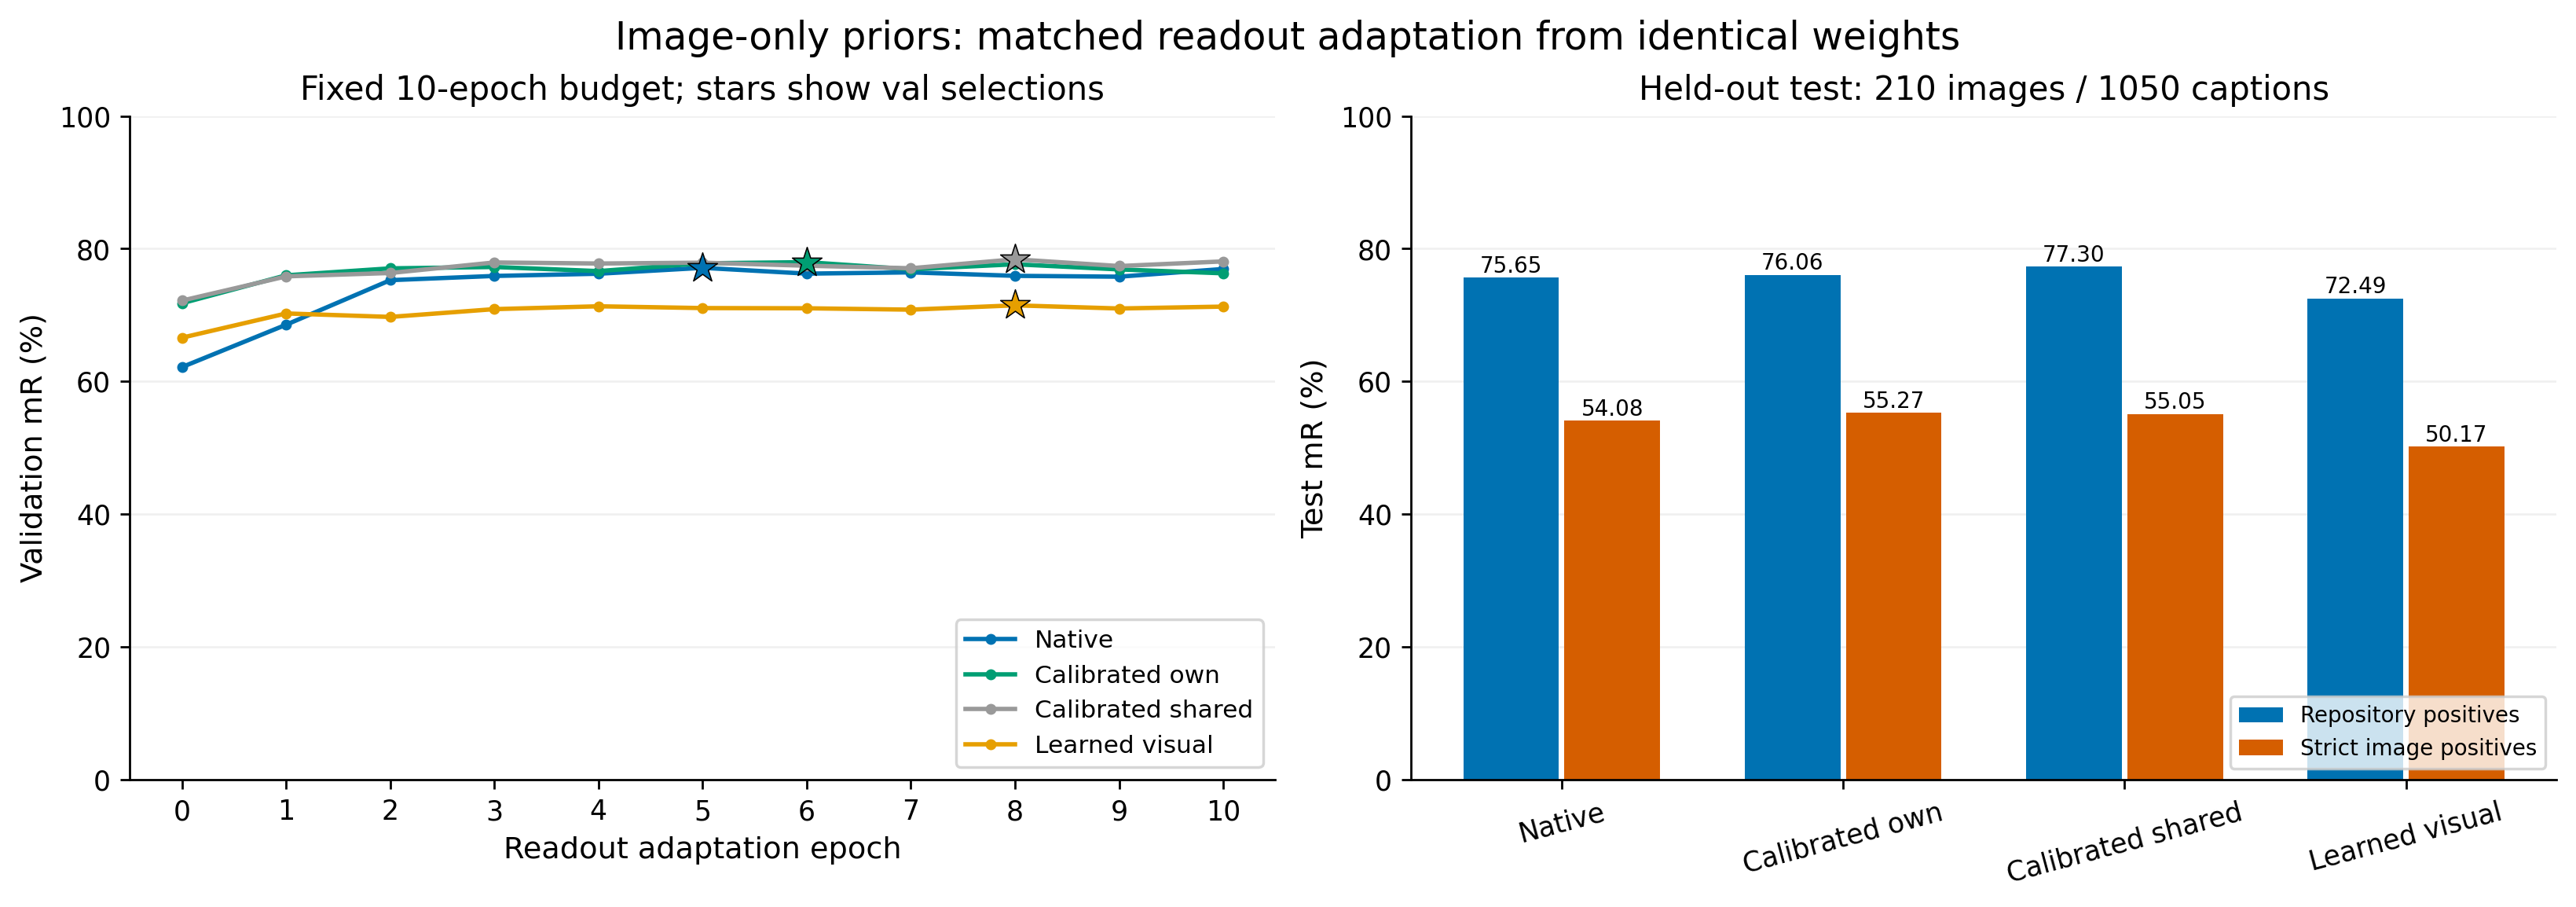 Image-only priors: matched readout adaptation from identical weights
Fixed 10-epoch budget; stars show val selections
Validation mR (%)
100
80
60
40
20
0
0 1 2 3 4 5 6 7 8 9 10
Readout adaptation epoch
Native
Calibrated own
Calibrated shared
Learned visual
Held-out test: 210 images / 1050 captions
Test mR (%)
100
80
60
40
20
0
75.65
54.08
76.06
55.27
77.30
55.05
72.49
50.17
Repository positives
Strict image positives
Native
Calibrated own
Calibrated shared
Learned visual